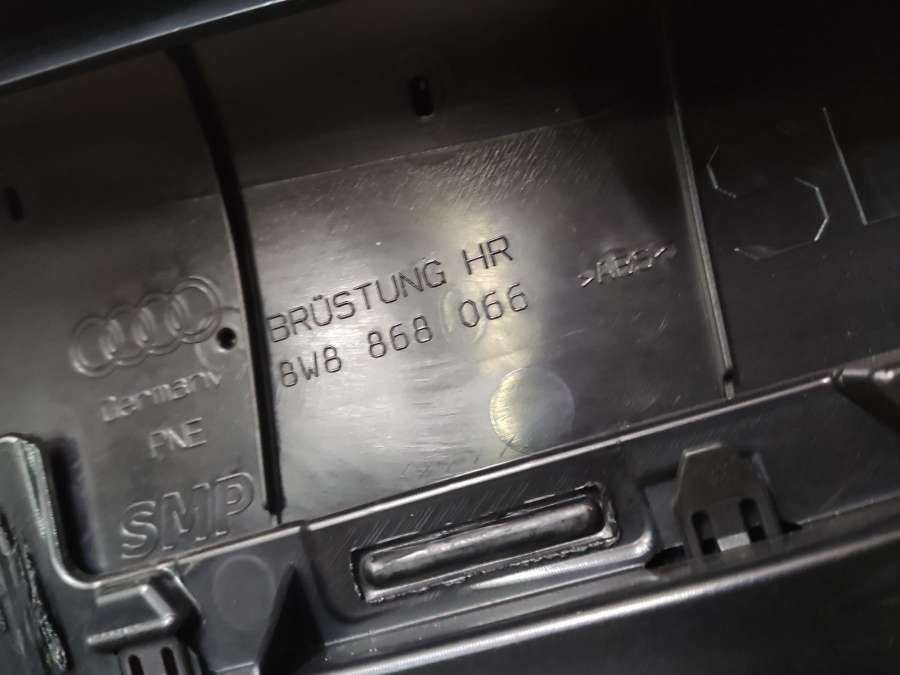 BRÜSTUNG HR
8W8 868 066
>ABS<
Germany
PNE
SMP